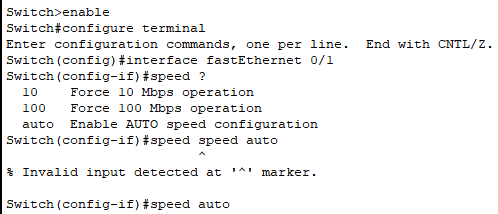 Switch>enable
Switch#configure terminal
Enter configuration commands, one per line.  End with CNTL/Z.
Switch(config)#interface fastEthernet 0/1
Switch(config-if)#speed ?
  10    Force 10 Mbps operation
  100   Force 100 Mbps operation
  auto  Enable AUTO speed configuration
Switch(config-if)#speed speed auto
                        ^
% Invalid input detected at '^' marker.
Switch(config-if)#speed auto